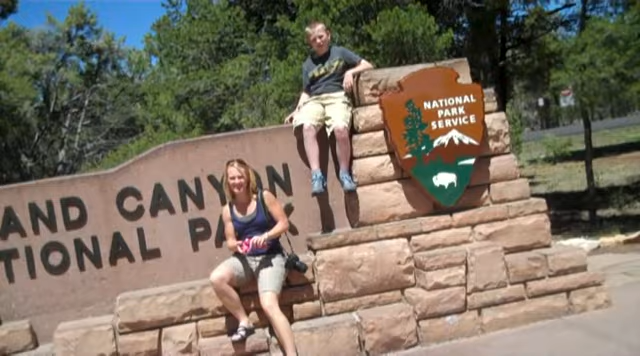 AND CANYON
TIONAL PA
NATIONAL
PARK
SERVICE